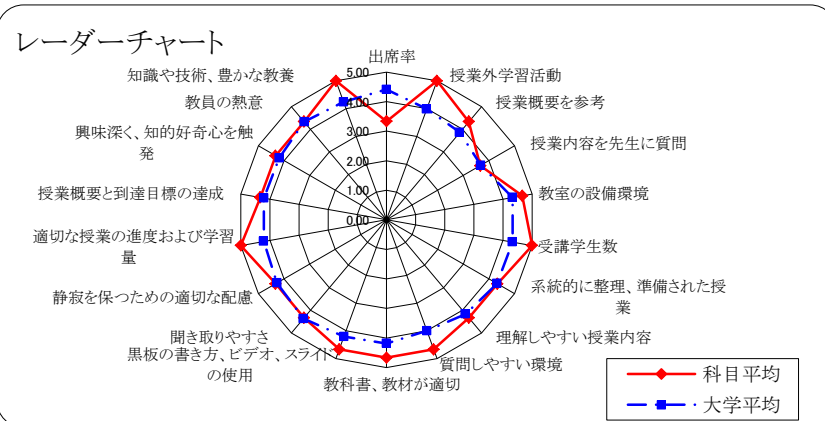 レーダーチャート
出席率
授業外学習活動
授業概要を参考
授業内容を先生に質問
教室の設備環境
受講学生数
系統的に整理、準備された授
業
理解しやすい授業内容
質問しやすい環境
教科書、教材が適切
黒板の書き方、ビデオ、スライド
の使用
聞き取りやすさ
静寂を保つための適切な配慮
適切な授業の進度および学習
量
授業概要と到達目標の達成
興味深く、知的好奇心を触
発
教員の熱意
知識や技術、豊かな教養
5.00
4.00
3.00
2.00
1.00
0.00
科目平均
大学平均